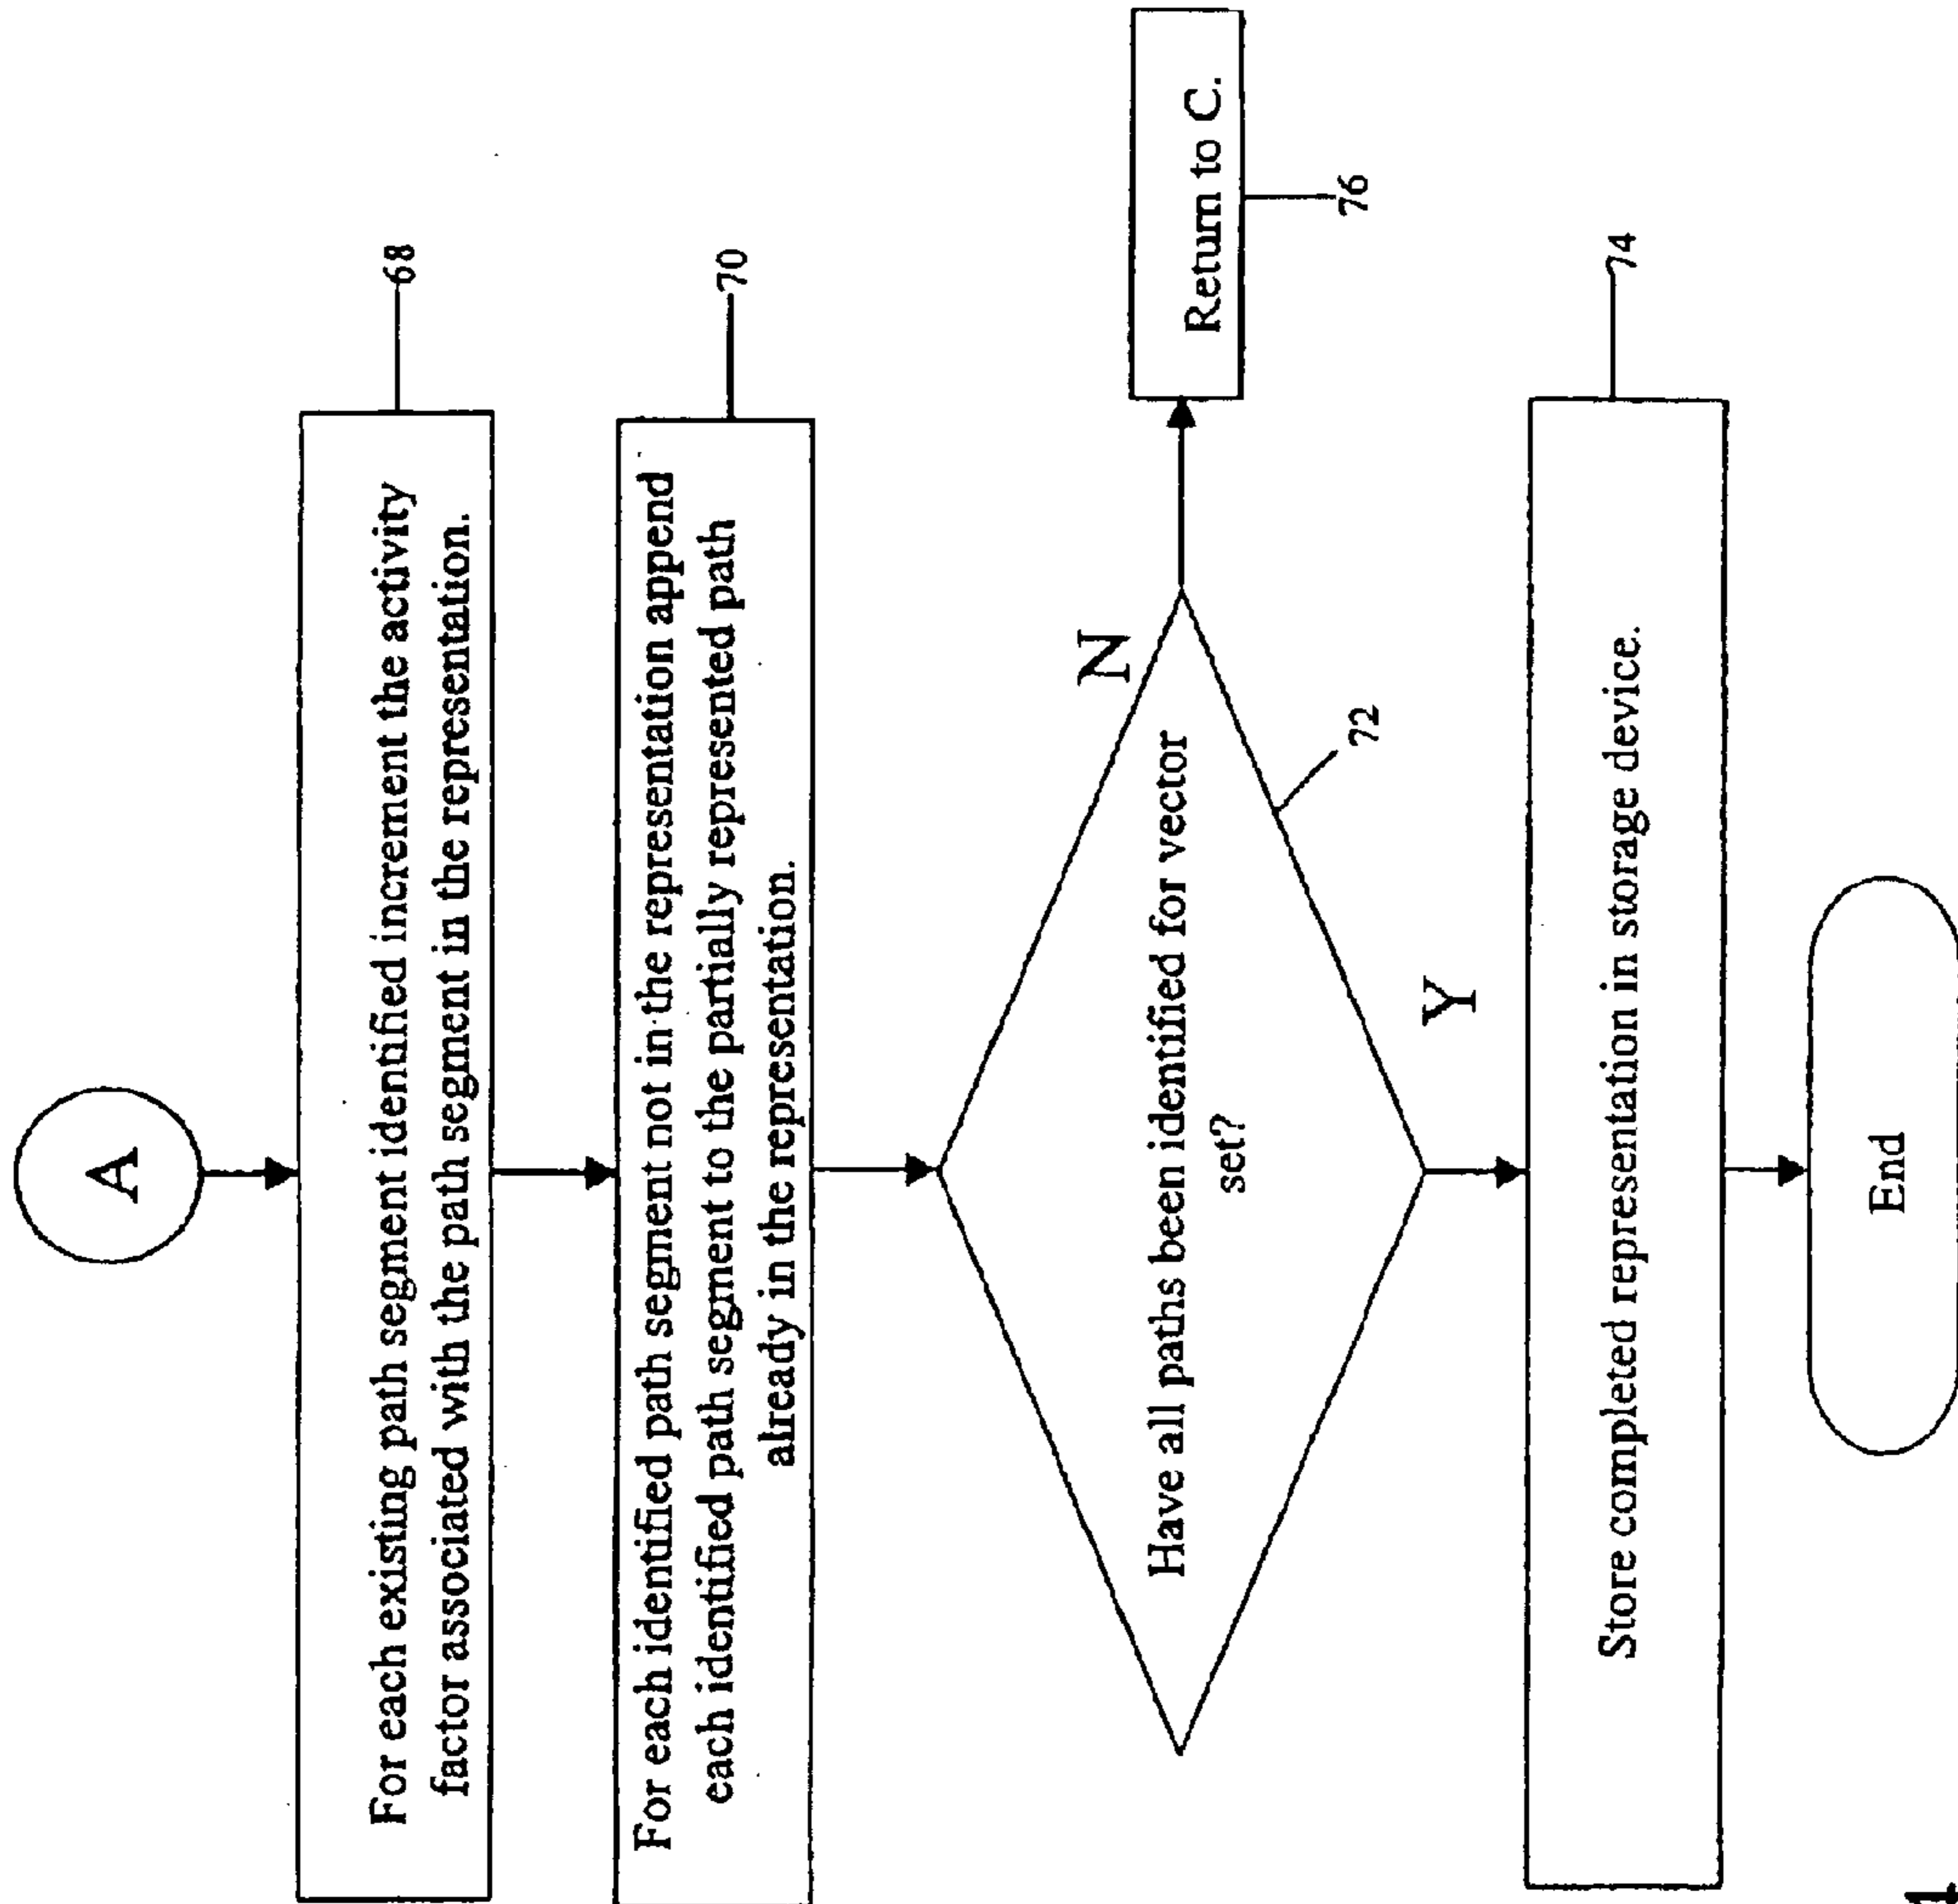 A
For each existing path segment identified increment the activity
factor associated with the path segment in the representation.
68
For each identified path segment not in the representation append
each identified path segment to the partially represented path
already in the representation.
70
Have all paths been identified for vector
set?
72
N
Return to C.
76
Y
Store completed representation in storage device.
74
End